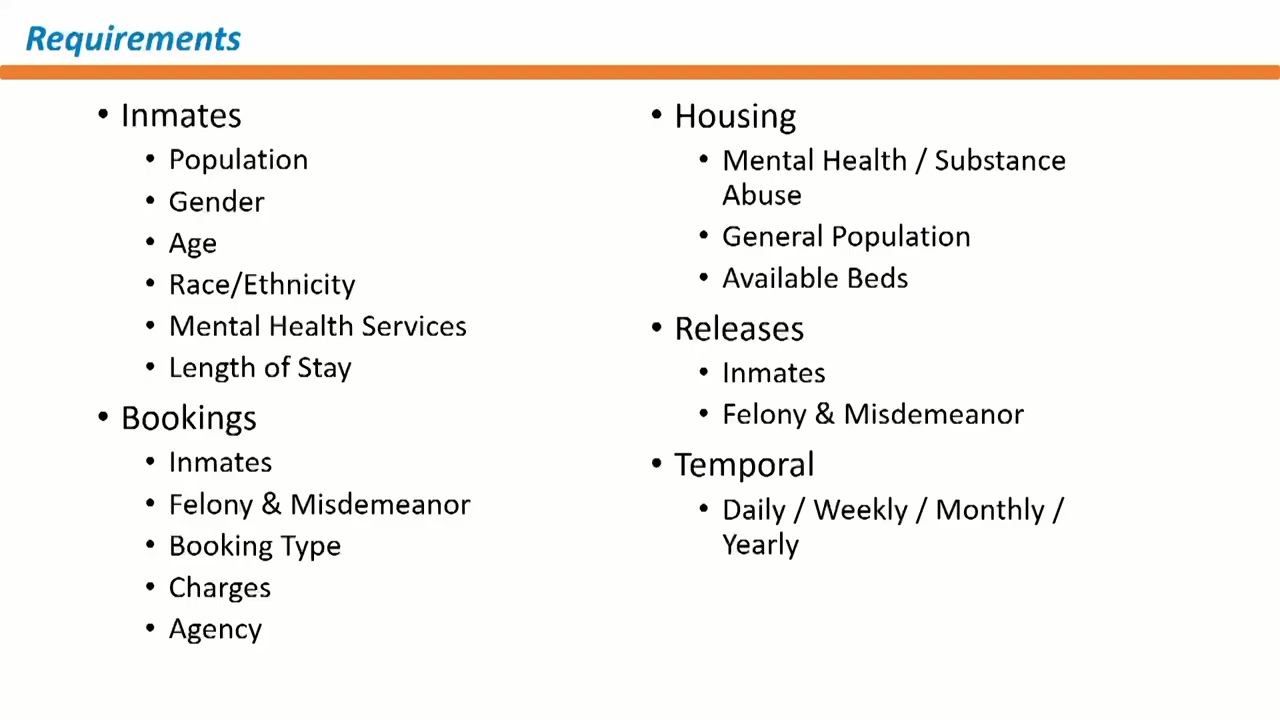 Requirements
• Inmates
• Population
• Gender
• Age
• Race/Ethnicity
• Mental Health Services
• Length of Stay
• Bookings
• Inmates
• Felony & Misdemeanor
• Booking Type
• Charges
• Agency
• Housing
• Mental Health / Substance
Abuse
• General Population
• Available Beds
• Releases
• Inmates
• Felony & Misdemeanor
• Temporal
• Daily / Weekly / Monthly /
Yearly